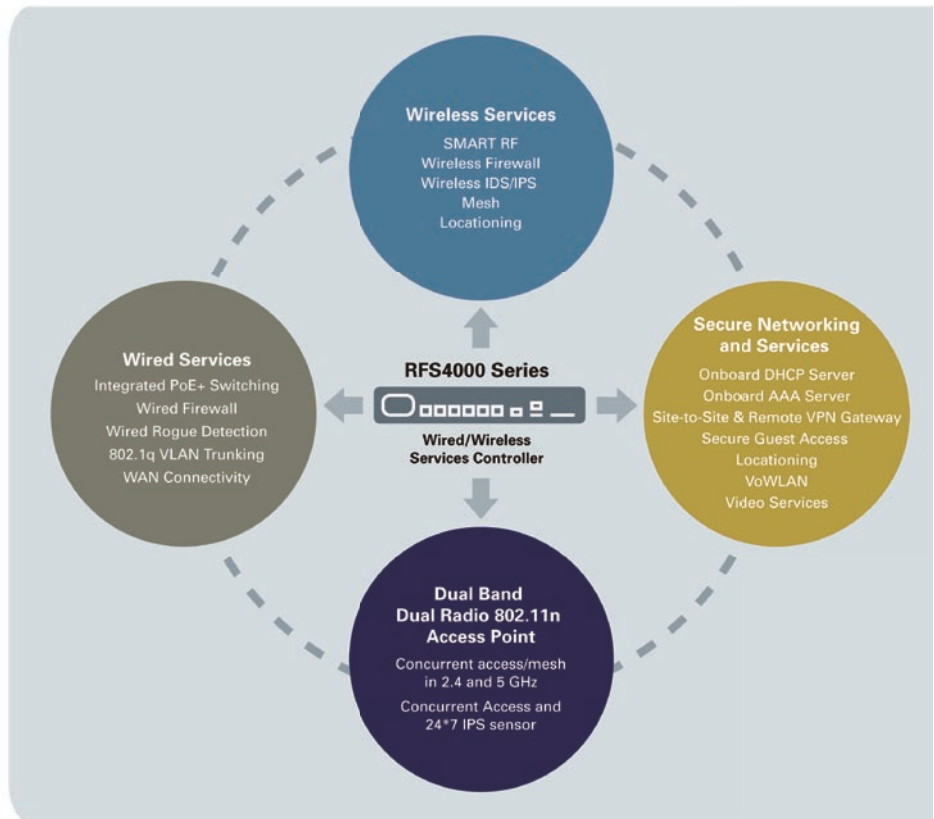 Wireless Services
SMART RF
Wireless Firewall
Wireless IDS/IPS
Mesh
Locationing
Wired Services
Integrated PoE+ Switching
Wired Firewall
Wired Rogue Detection
802.1q VLAN Trunking
WAN Connectivity
RFS4000 Series
Wired/Wireless
Services Controller
Secure Networking
and Services
Onboard DHCP Server
Onboard AAA Server
Site-to-Site & Remote VPN Gateway
Secure Guest Access
Locationing
VoWLAN
Video Services
Dual Band
Dual Radio 802.11n
Access Point
Concurrent access/mesh
in 2.4 and 5 GHz
Concurrent Access and
24*7 IPS sensor